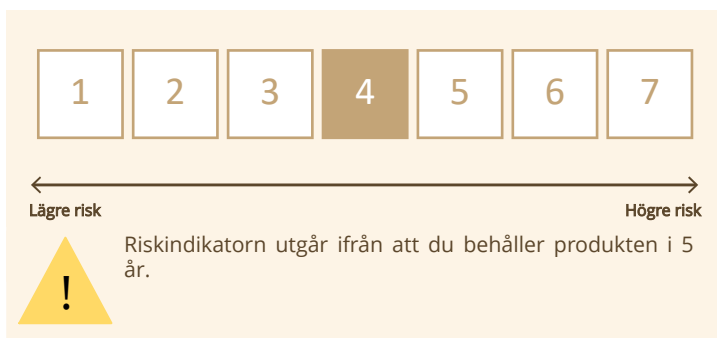 1 2 3 4 5 6 7
Lägre risk Högre risk
! Riskindikatorn utgår ifrån att du behåller produkten i 5
år.